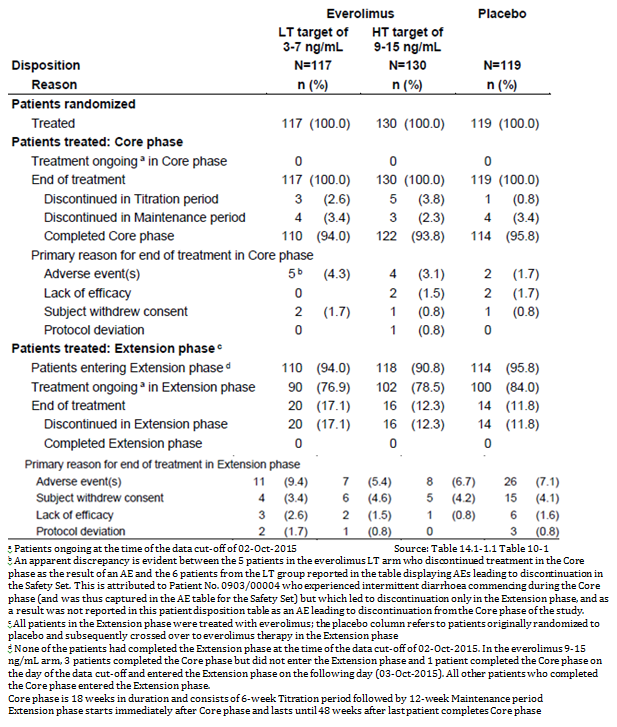 Everolimus Placebo
LT target of HT target of
3-7 ng/mL 9-15 ng/mL
Disposition N=117 N=130 N=119
Reason n (%) n (%) n (%)
Patients randomized
Treated 117 (100.0) 130 (100.0) 119 (100.0)
Patients treated: Core phase
Treatment ongoing a in Core phase 0 0 0
End of treatment 117 (100.0) 130 (100.0) 119 (100.0)
Discontinued in Titration period 3 (2.6) 5 (3.8) 1 (0.8)
Discontinued in Maintenance period 4 (3.4) 3 (2.3) 4 (3.4)
Completed Core phase 110 (94.0) 122 (93.8) 114 (95.8)
Primary reason for end of treatment in Core phase
Adverse event(s) 5 b (4.3) 4 (3.1) 2 (1.7)
Lack of efficacy 0 2 (1.5) 2 (1.7)
Subject withdrew consent 2 (1.7) 1 (0.8) 1 (0.8)
Protocol deviation 0 1 (0.8) 0
Patients treated: Extension phase c
Patients entering Extension phase d 110 (94.0) 118 (90.8) 114 (95.8)
Treatment ongoing a in Extension phase 90 (76.9) 102 (78.5) 100 (84.0)
End of treatment 20 (17.1) 16 (12.3) 14 (11.8)
Discontinued in Extension phase 20 (17.1) 16 (12.3) 14 (11.8)
Completed Extension phase 0 0 0
Primary reason for end of treatment in Extension phase
Adverse event(s) 11 (9.4) 7 (5.4) 8 (6.7) 26 (7.1)
Subject withdrew consent 4 (3.4) 6 (4.6) 5 (4.2) 15 (4.1)
Lack of efficacy 3 (2.6) 2 (1.5) 1 (0.8) 6 (1.6)
Protocol deviation 2 (1.7) 1 (0.8) 0 3 (0.8)
a Patients ongoing at the time of the data cut-off of 02-Oct-2015 Source: Table 14.1-1.1 Table 10-1
b An apparent discrepancy is evident between the 5 patients in the everolimus LT arm who discontinued treatment in the Core
phase as the result of an AE and the 6 patients from the LT group reported in the table displaying AEs leading to discontinuation in
the Safety Set. This is attributed to Patient No. 0903/00004 who experienced intermittent diarrhoea commencing during the Core
phase (and was thus captured in the AE table for the Safety Set) but which led to discontinuation only in the Extension phase, and as
a result was not reported in this patient disposition table as an AE leading to discontinuation from the Core phase of the study.
c All patients in the Extension phase were treated with everolimus; the placebo column refers to patients originally randomized to
placebo and subsequently crossed over to everolimus therapy in the Extension phase
d None of the patients had completed the Extension phase at the time of the data cut-off of 02-Oct-2015. In the everolimus 9-15
ng/mL arm, 3 patients completed the Core phase but did not enter the Extension phase and 1 patient completed the Core phase on
the day of the data cut-off and entered the Extension phase on the following day (03-Oct-2015). All other patients who completed
the Core phase entered the Extension phase.
Core phase is 18 weeks in duration and consists of 6-week Titration period followed by 12-week Maintenance period
Extension phase starts immediately after Core phase and lasts until 48 weeks after last patient completes Core phase